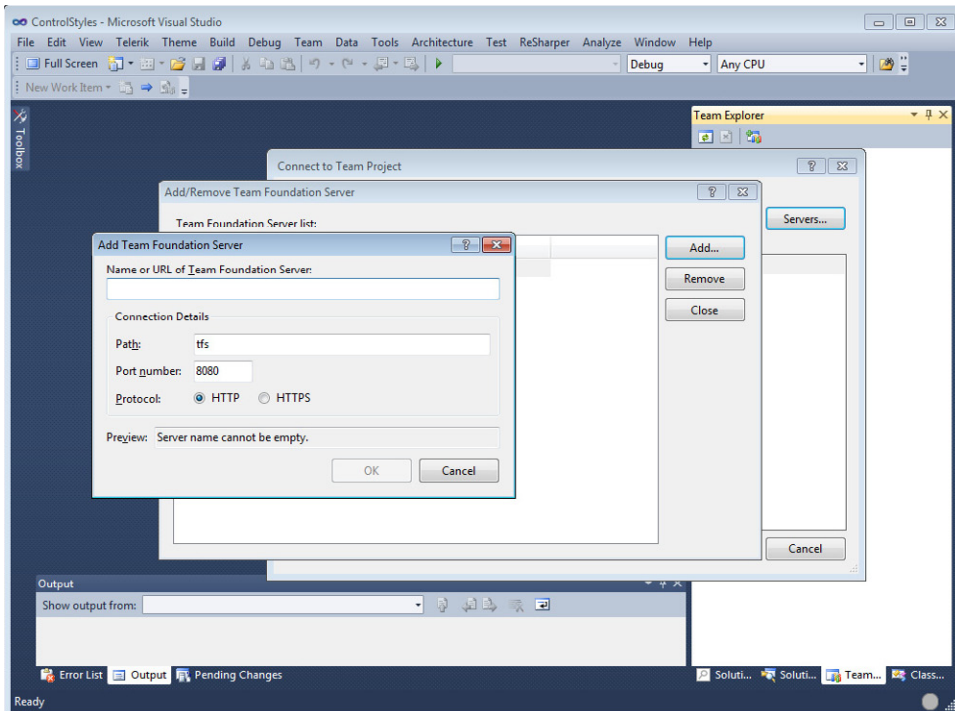 ControlStyles - Microsoft Visual Studio
File Edit View Telerik Theme Build Debug Team Data Tools Architecture Test ReSharper Analyze Window Help
Full Screen Debug Any CPU
New Work Item
Toolbox
Team Explorer
Connect to Team Project
Servers...
Cancel
Add/Remove Team Foundation Server
Team Foundation Server list:
Add...
Remove
Close
Add Team Foundation Server
Name or URL of Team Foundation Server:
Connection Details
Path: tfs
Port number: 8080
Protocol: HTTP HTTPS
Preview: Server name cannot be empty.
OK Cancel
Output
Show output from:
Error List Output Pending Changes
Soluti... Soluti... Team... Class...
Ready